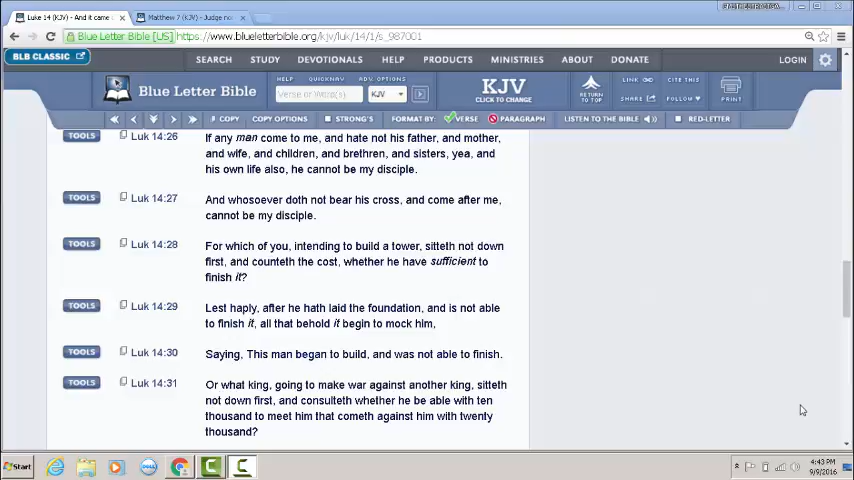 Luke 14 (KJV) - And it came
Matthew 7 (KJV) - Judge no
Blue Letter Bible [US] https://www.blueletterbible.org/kjv/luk/14/1/s_987001
BLB CLASSIC
SEARCH STUDY DEVOTIONALS HELP PRODUCTS MINISTRIES ABOUT DONATE LOGIN
Blue Letter Bible
HELP QUICKNAV ADV. OPTIONS
Verse or Word(s)
KJV
KJV
CLICK TO CHANGE
RETURN
TO TOP
LINK
CITE THIS
SHARE
FOLLOW
PRINT
COPY COPY OPTIONS STRONG'S FORMAT BY: VERSE PARAGRAPH LISTEN TO THE BIBLE RED-LETTER
TOOLS Luk 14:26 If any man come to me, and hate not his father, and mother,
and wife, and children, and brethren, and sisters, yea, and
his own life also, he cannot be my disciple.
TOOLS Luk 14:27 And whosoever doth not bear his cross, and come after me,
cannot be my disciple.
TOOLS Luk 14:28 For which of you, intending to build a tower, sitteth not down
first, and counteth the cost, whether he have sufficient to
finish it?
TOOLS Luk 14:29 Lest haply, after he hath laid the foundation, and is not able
to finish it, all that behold it begin to mock him,
TOOLS Luk 14:30 Saying, This man began to build, and was not able to finish.
TOOLS Luk 14:31 Or what king, going to make war against another king, sitteth
not down first, and consulteth whether he be able with ten
thousand to meet him that cometh against him with twenty
thousand?
Start
4:43 PM
9/9/2016